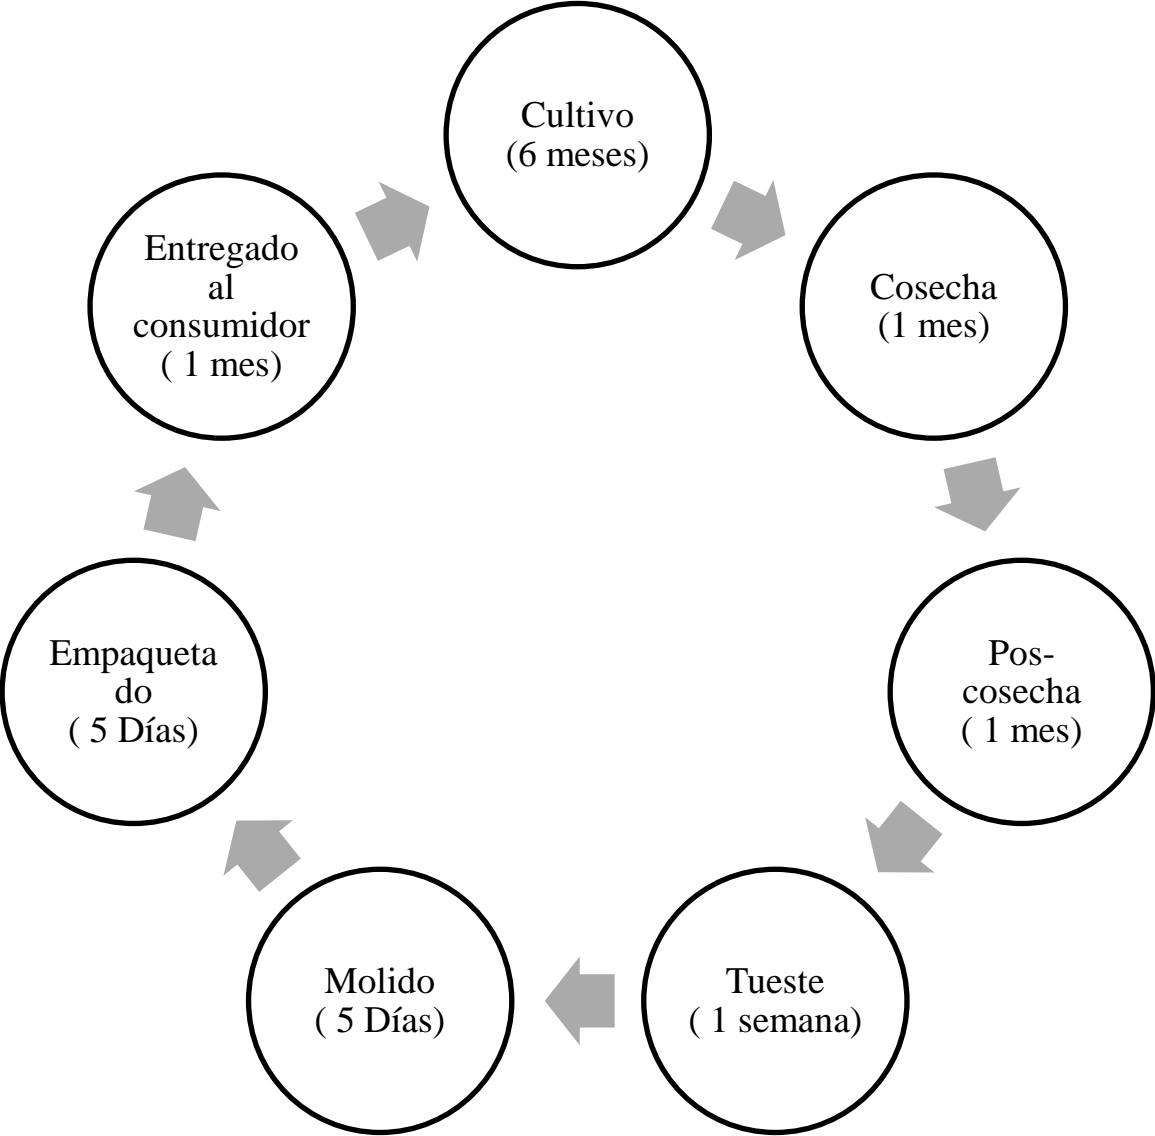 Cultivo
(6 meses)
Cosecha
(1 mes)
Pos-
cosecha
( 1 mes)
Tueste
( 1 semana)
Molido
( 5 Días)
Empaqueta
do
( 5 Días)
Entregado
al
consumidor
( 1 mes)